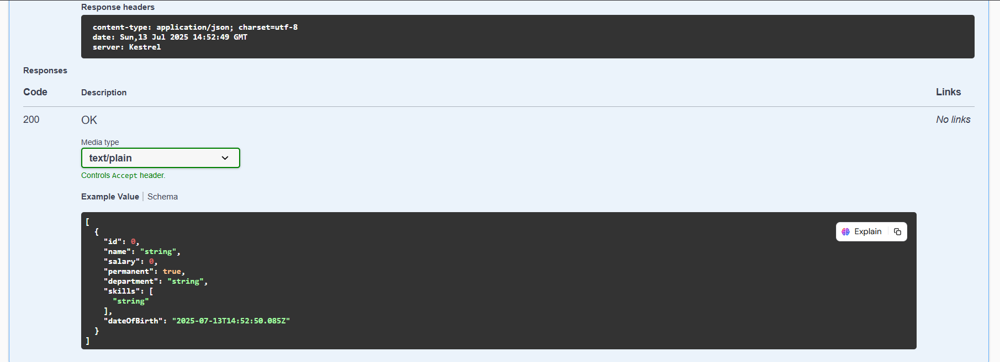 Response headers
content-type: application/json; charset=utf-8
date: Sun,13 Jul 2025 14:52:49 GMT
server: Kestrel
Responses
Code Description Links
200 OK No links
Media type
text/plain
Controls Accept header.
Example Value Schema
Explain
[
  {
    "id": 0,
    "name": "string",
    "salary": 0,
    "permanent": true,
    "department": "string",
    "skills": [
      "string"
    ],
    "dateOfBirth": "2025-07-13T14:52:50.085Z"
  }
]